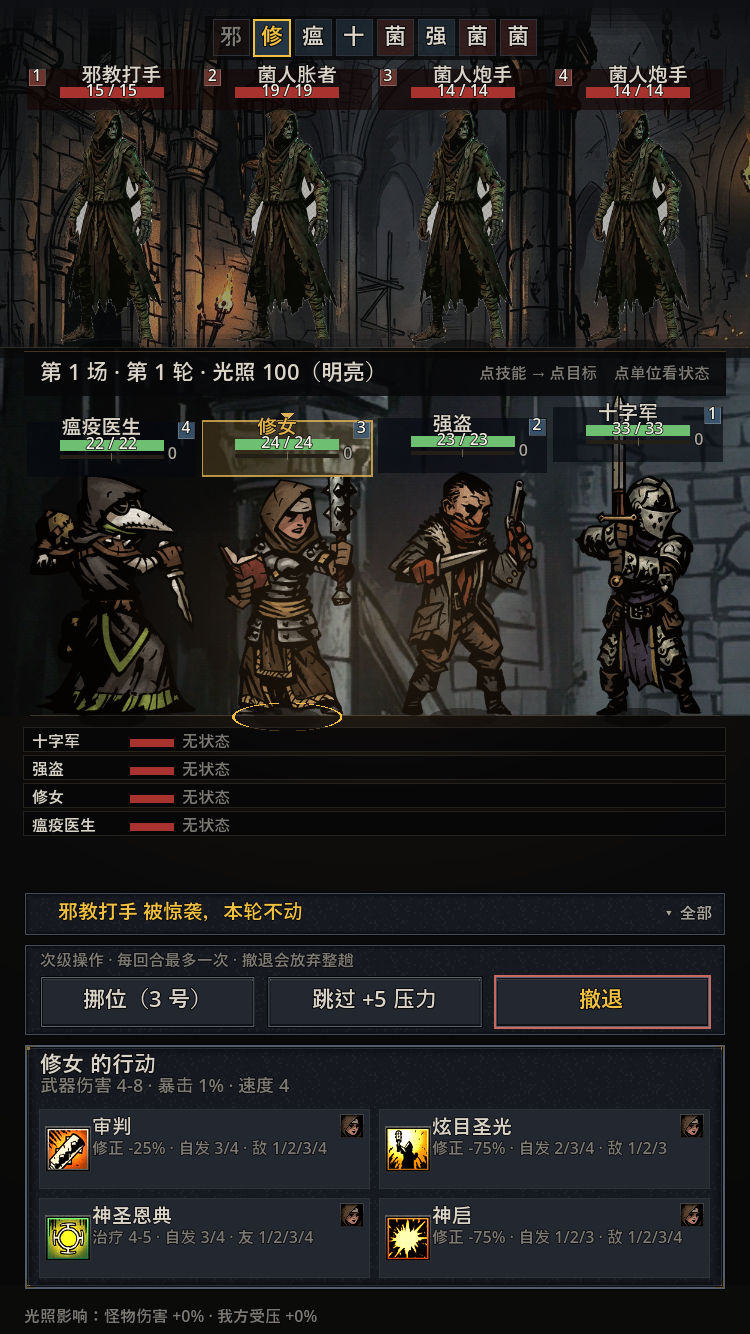 邪 修 瘟 十 菌 强 菌 菌
1 邪教打手 2 菌人胀者 3 菌人炮手 4 菌人炮手
15 / 15 19 / 19 14 / 14 14 / 14
第 1 场 · 第 1 轮 · 光照 100（明亮） 点技能 → 点目标 点单位看状态
瘟疫医生 4 修女 3 强盗 2 十字军 1
22 / 22 0 24 / 24 0 23 / 23 0 33 / 33 0
十字军 无状态
强盗 无状态
修女 无状态
瘟疫医生 无状态
邪教打手 被惊袭，本轮不动 ▾ 全部
次级操作 · 每回合最多一次 · 撤退会放弃整趟
挪位（3 号） 跳过 +5 压力 撤退
修女 的行动
武器伤害 4-8 · 暴击 1% · 速度 4
审判 炫目圣光
修正 -25% · 自发 3/4 · 敌 1/2/3/4 修正 -75% · 自发 2/3/4 · 敌 1/2/3
神圣恩典 神启
治疗 4-5 · 自发 3/4 · 友 1/2/3/4 修正 -75% · 自发 1/2/3 · 敌 1/2/3/4
光照影响：怪物伤害 +0% · 我方受压 +0%